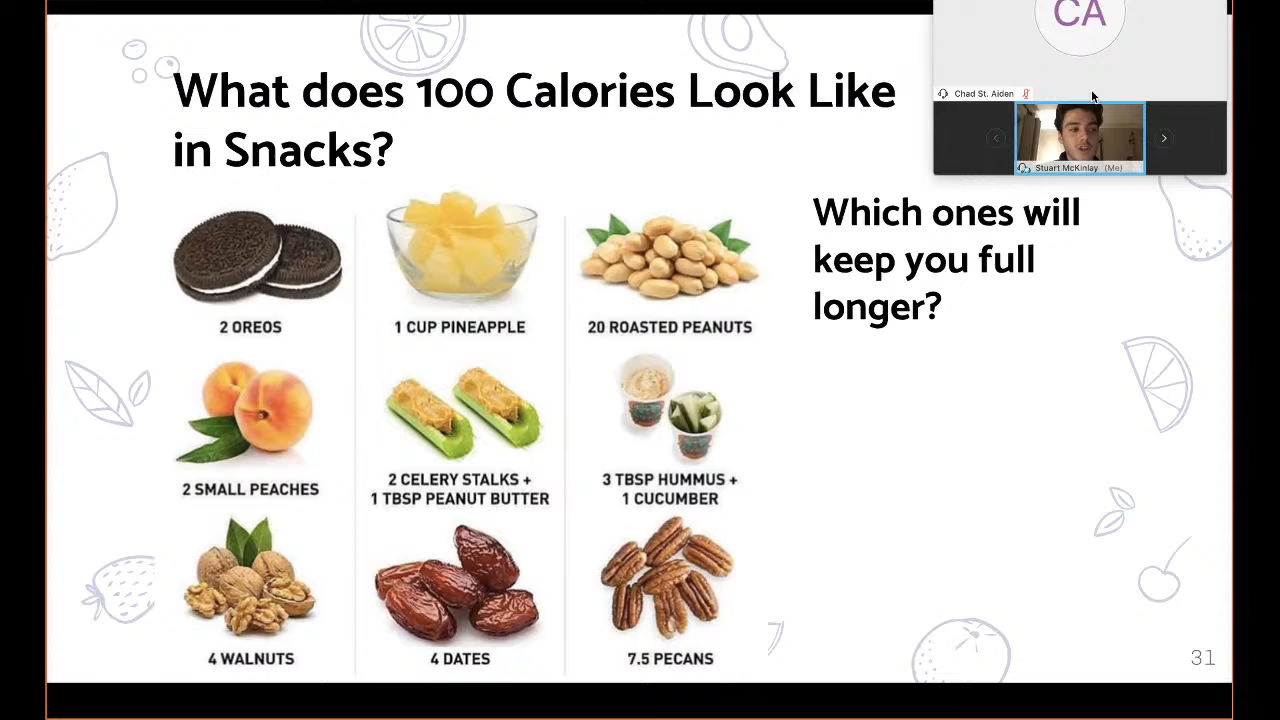 What does 100 Calories Look Like
in Snacks?
CA
Chad St. Aiden
Stuart McKinlay (Me)
Which ones will
keep you full
longer?
2 OREOS
1 CUP PINEAPPLE
20 ROASTED PEANUTS
2 SMALL PEACHES
2 CELERY STALKS +
1 TBSP PEANUT BUTTER
3 TBSP HUMMUS +
1 CUCUMBER
4 WALNUTS
4 DATES
7.5 PECANS
31